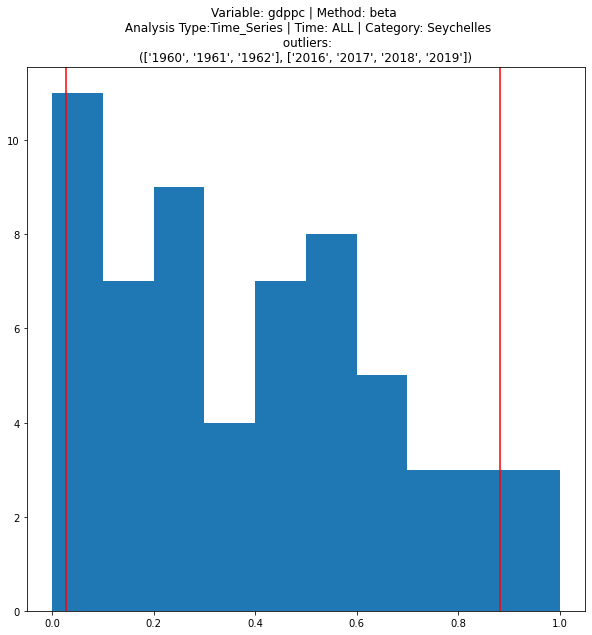 Variable: gdppc | Method: beta
Analysis Type:Time_Series | Time: ALL | Category: Seychelles
outliers:
(['1960', '1961', '1962'], ['2016', '2017', '2018', '2019'])
10
8
6
4
2
0
0.0 0.2 0.4 0.6 0.8 1.0